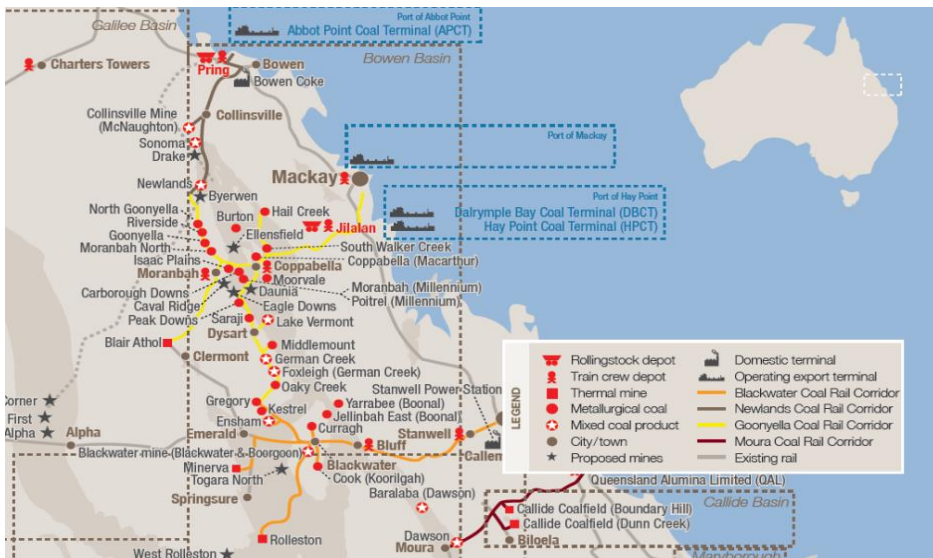 Galilee Basin
Port of Abbot Point
Abbot Point Coal Terminal (APCT)
Bowen Basin
Charters Towers
Pring
Bowen
Bowen Coke
Collinsville Mine
(McNaughton)
Collinsville
Sonoma
Drake
Port of Mackay
Mackay
Newlands
Byerwen
Port of Hay Point
Dalrymple Bay Coal Terminal (DBCT)
Hay Point Coal Terminal (HPCT)
North Goonyella
Burton
Hail Creek
Riverside
Ellensfield
Jilalan
Goonyella
Moranbah North
South Walker Creek
Isaac Plains
Coppabella (Macarthur)
Moranbah
Coppabella
Moorvale
Carborough Downs
Daunia
Moranbah (Millennium)
Caval Ridge
Eagle Downs
Poitrel (Millennium)
Peak Downs
Saraji
Lake Vermont
Dysart
Blair Athol
Middlemount
Clermont
German Creek
Foxleigh (German Creek)
Oaky Creek
Stanwell Power Station
Corner
First
Alpha
Alpha
Gregory
Kestrel
Yarrabee (Boonal)
Ensham
Jellinbah East (Boonal)
Curragh
Emerald
Bluff
Stanwell
Callem
Blackwater mine (Blackwater & Boorgoon)
Minerva
Blackwater
Togara North
Cook (Koorilgah)
Springsure
Baralaba (Dawson)
Rolleston
West Rolleston
Dawson
Moura
Queensland Alumina Limited (QAL)
Callide Basin
Callide Coalfield (Boundary Hill)
Callide Coalfield (Dunn Creek)
Biloela
Maryborough
LEGEND
Rollingstock depot
Train crew depot
Thermal mine
Metallurgical coal
Mixed coal product
City/town
Proposed mines
Domestic terminal
Operating export terminal
Blackwater Coal Rail Corridor
Newlands Coal Rail Corridor
Goonyella Coal Rail Corridor
Moura Coal Rail Corridor
Existing rail